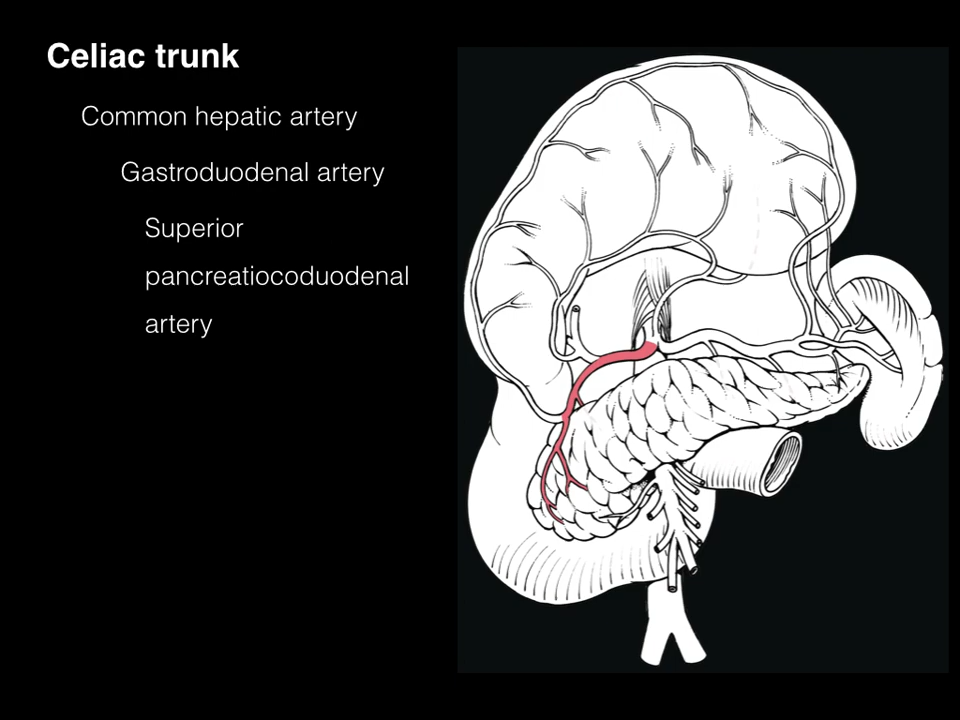 Celiac trunk
Common hepatic artery
Gastroduodenal artery
Superior
pancreatiocoduodenal
artery